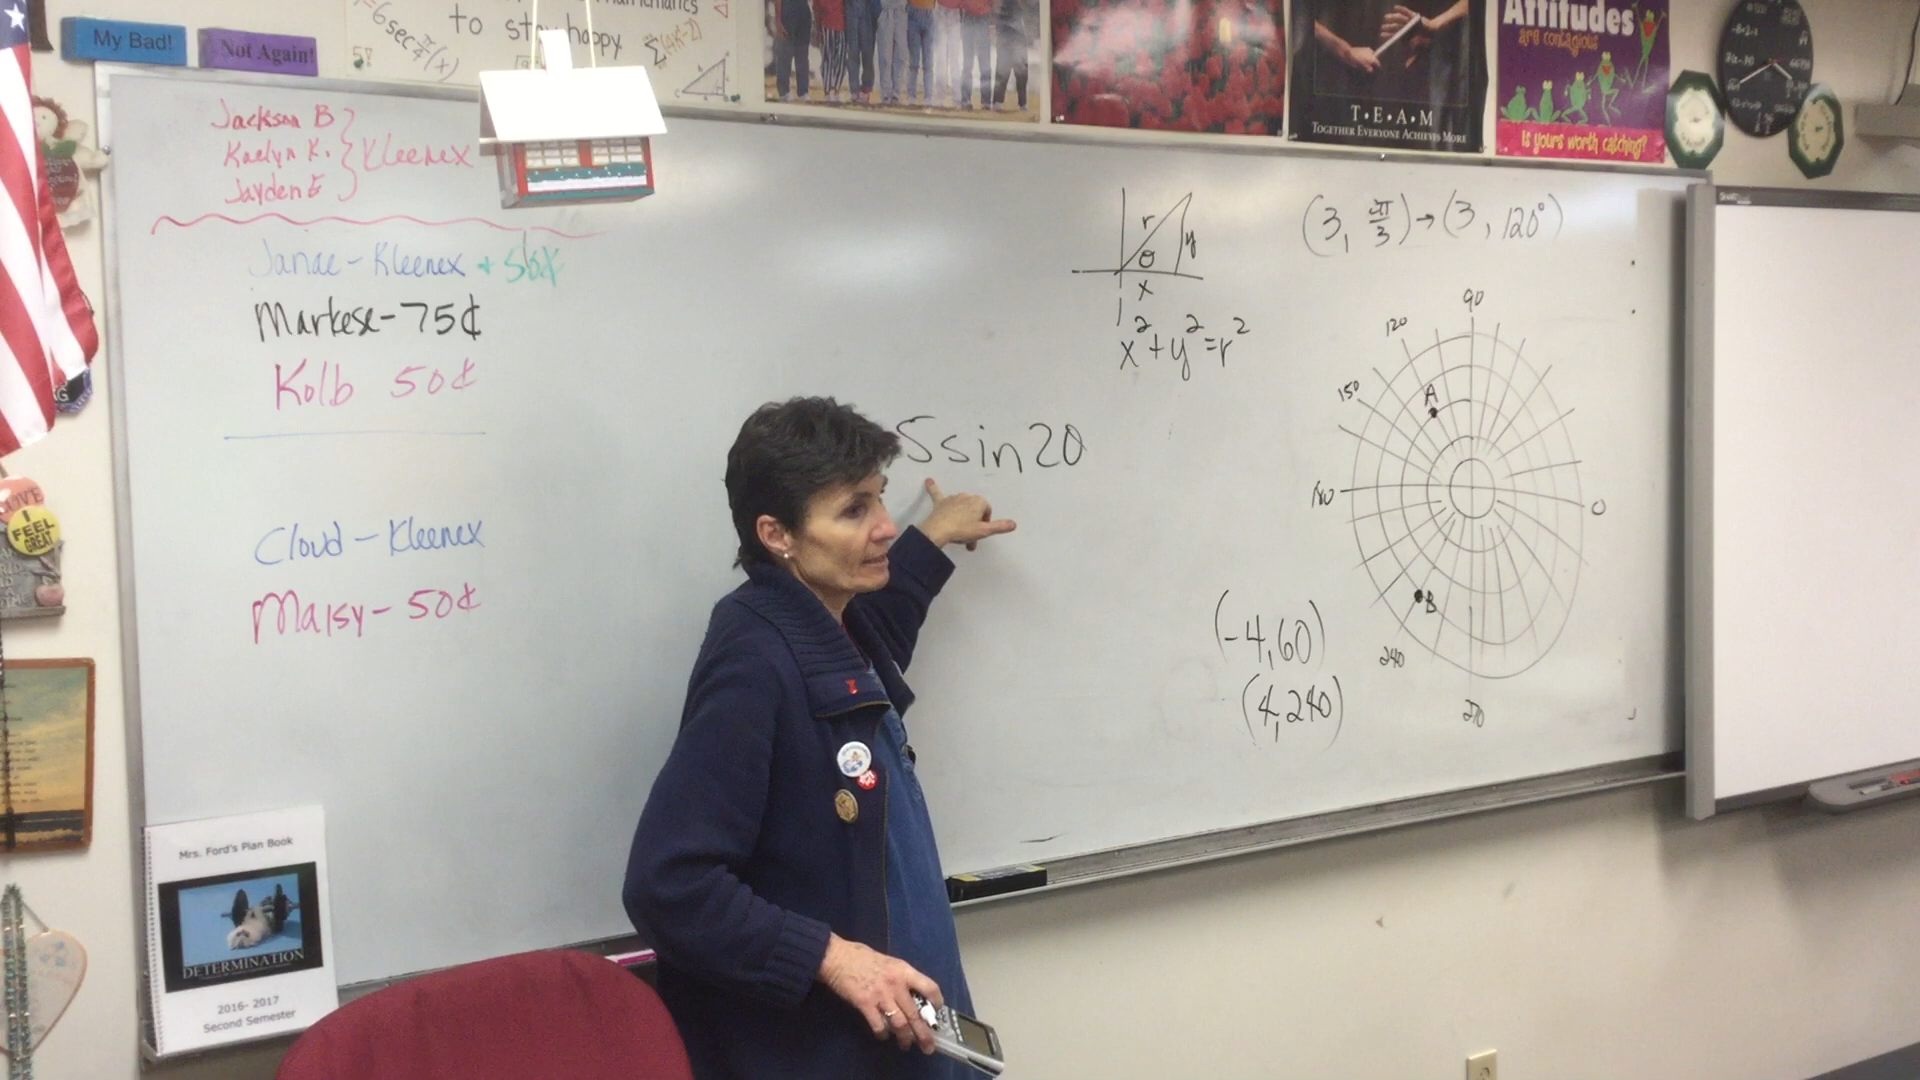 My Bad!
Not Again!
to stay happy
Jackson B
Kaelyn K.
Jayden E
Kleenex
Janae - Kleenex + 50¢
Markese - 75¢
Kolb 50¢
Cloud - Kleenex
Maisy - 50¢
I FEEL GREAT
Mrs. Ford's Plan Book
DETERMINATION
2016-2017
Second Semester
T•E•A•M
TOGETHER EVERYONE ACHIEVES MORE
Attitudes
are contagious
Is yours worth catching?
r
θ
y
x
x²+y²=r²
5sin2θ
(3, 2π/3) → (3, 120°)
90
120
150
180
0
240
270
A
B
(-4,60)
(4,240)